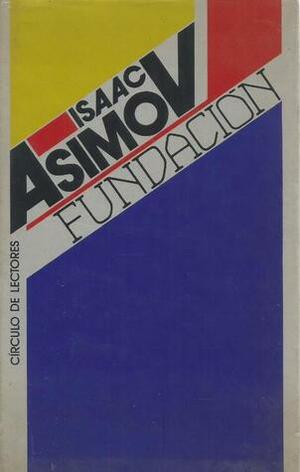 ISAAC
ASIMOV
FUNDACIÓN
CÍRCULO DE LECTORES